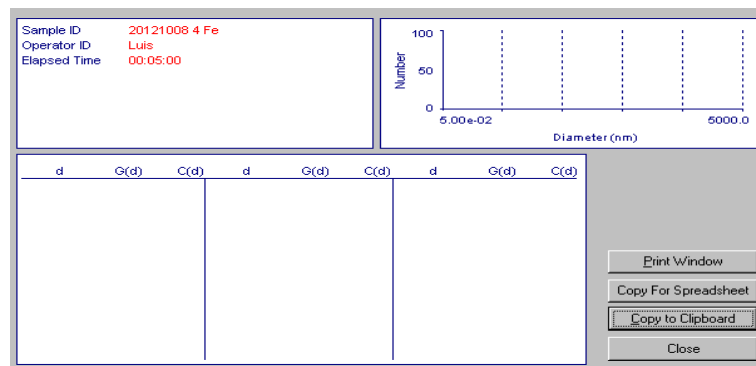 Sample ID 20121008 4 Fe
Operator ID Luis
Elapsed Time 00:05:00
100
50
0
Number
5.00e-02 5000.0
Diameter (nm)
d G(d) C(d) d G(d) C(d) d G(d) C(d)
Print Window
Copy For Spreadsheet
Copy to Clipboard
Close